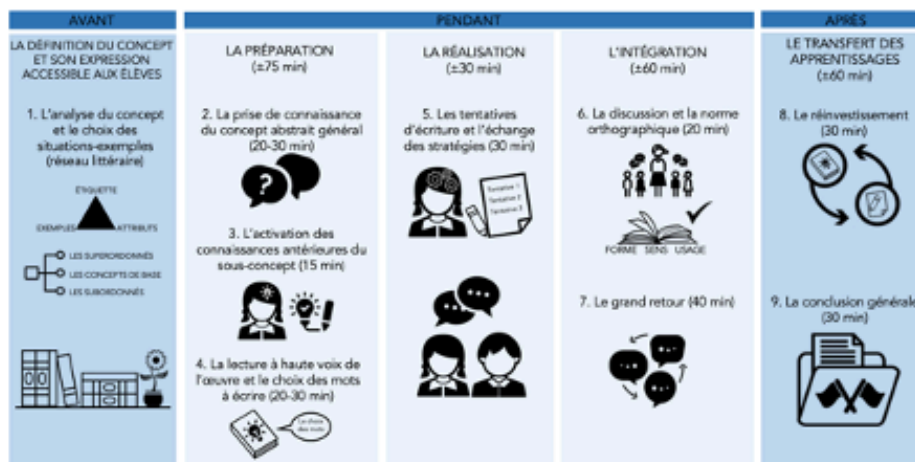 AVANT
LA DÉFINITION DU CONCEPT
ET SON EXPRESSION
ACCESSIBLE AUX ÉLÈVES
1. L'analyse du concept
et le choix des
situations-exemples
(réseau littéraire)
ÉTIQUETTE
EXEMPLES
ATTRIBUTS
LES SUPERORDONNÉS
LES CONCEPTS DE BASE
LES SUBORDONNÉS
PENDANT
LA PRÉPARATION
(±75 min)
2. La prise de connaissance
du concept abstrait général
(20-30 min)
?
3. L'activation des
connaissances antérieures du
sous-concept (15 min)
4. La lecture à haute voix de
l'œuvre et le choix des mots
à écrire (20-30 min)
Le choix
des mots
LA RÉALISATION
(±30 min)
5. Les tentatives
d'écriture et l'échange
des stratégies (30 min)
Tentative 1
Tentative 2
Tentative 3
L'INTÉGRATION
(±60 min)
6. La discussion et la norme
orthographique (20 min)
FORME SENS USAGE
7. Le grand retour (40 min)
APRÈS
LE TRANSFERT DES
APPRENTISSAGES
(±60 min)
8. Le réinvestissement
(30 min)
9. La conclusion générale
(30 min)